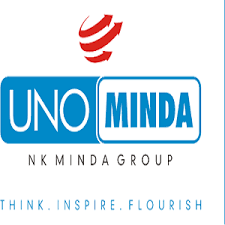 UNO MINDA
NK MINDA GROUP
THINK. INSPIRE. FLOURISH